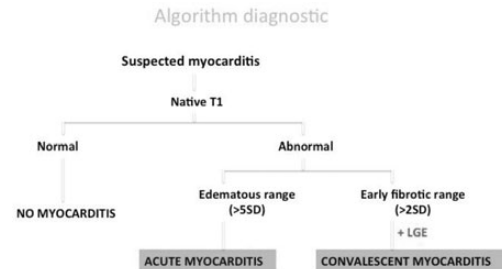 Algorithm diagnostic
Suspected myocarditis
Native T1
Normal
Abnormal
Edematous range
(>5SD)
Early fibrotic range
(>2SD)
NO MYOCARDITIS
+ LGE
ACUTE MYOCARDITIS
CONVALESCENT MYOCARDITIS